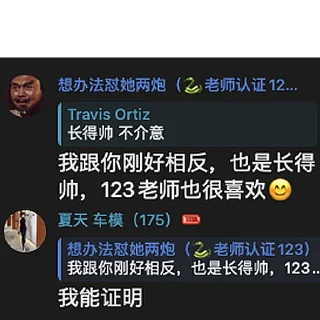 想办法怼她两炮（🐍老师认证12...
Travis Ortiz
长得帅 不介意
我跟你刚好相反，也是长得
帅，123老师也很喜欢😊
夏天 车模（175）
想办法怼她两炮（🐍老师认证123）
我跟你刚好相反，也是长得帅，123...
我能证明